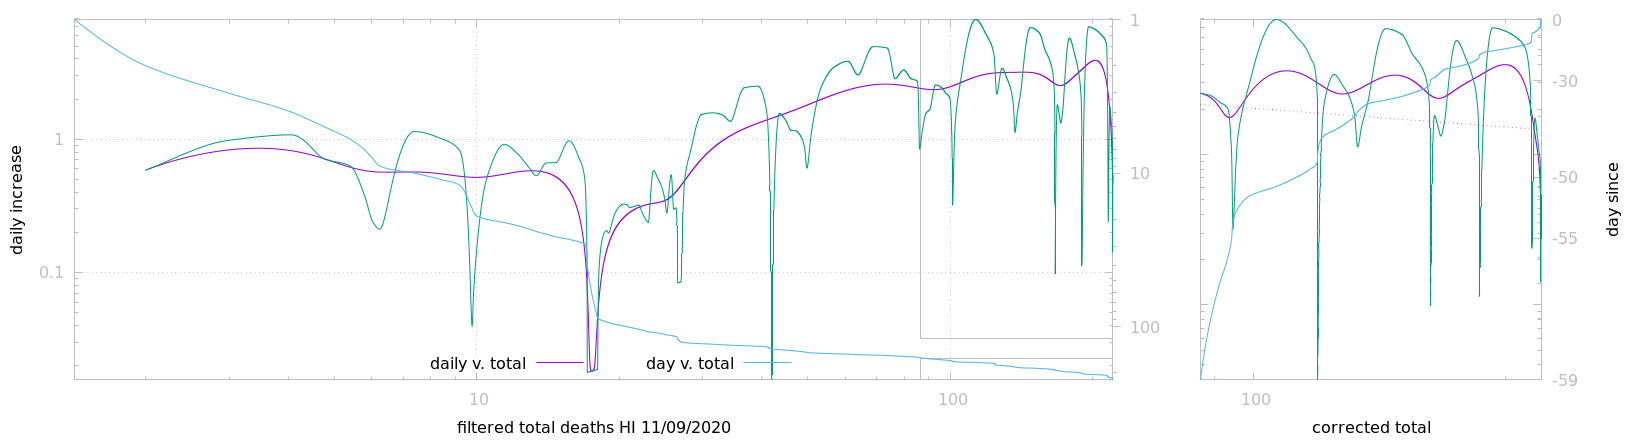 daily increase
1
0.1
10
100
filtered total deaths HI 11/09/2020
daily v. total
day v. total
1
10
100
100
corrected total
0
-30
-50
-55
-59
day since